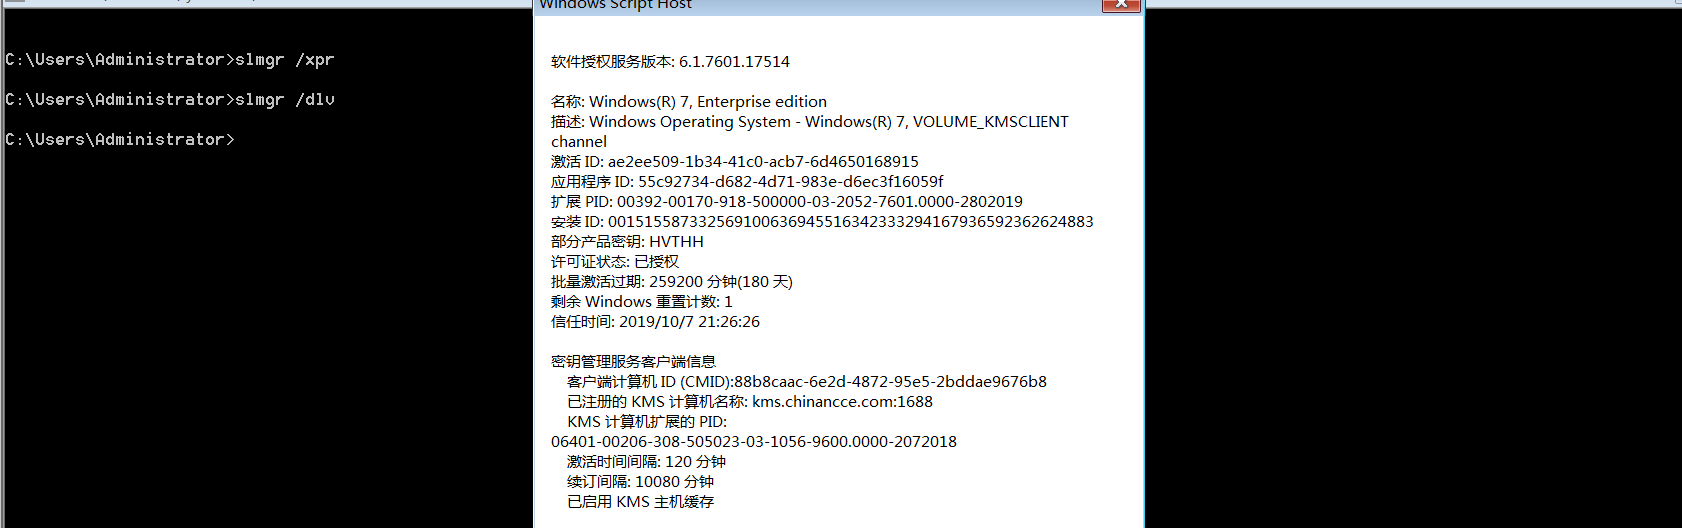 Windows Script Host
C:\Users\Administrator>slmgr /xpr
C:\Users\Administrator>slmgr /dlv
C:\Users\Administrator>
软件授权服务版本: 6.1.7601.17514
名称: Windows(R) 7, Enterprise edition
描述: Windows Operating System - Windows(R) 7, VOLUME_KMSCLIENT
channel
激活 ID: ae2ee509-1b34-41c0-acb7-6d4650168915
应用程序 ID: 55c92734-d682-4d71-983e-d6ec3f16059f
扩展 PID: 00392-00170-918-500000-03-2052-7601.0000-2802019
安装 ID: 001515587332569100636945516342333294167936592362624883
部分产品密钥: HVTHH
许可证状态: 已授权
批量激活过期: 259200 分钟(180 天)
剩余 Windows 重置计数: 1
信任时间: 2019/10/7 21:26:26
密钥管理服务客户端信息
客户端计算机 ID (CMID):88b8caac-6e2d-4872-95e5-2bddae9676b8
已注册的 KMS 计算机名称: kms.chinancce.com:1688
KMS 计算机扩展的 PID:
06401-00206-308-505023-03-1056-9600.0000-2072018
激活时间间隔: 120 分钟
续订间隔: 10080 分钟
已启用 KMS 主机缓存